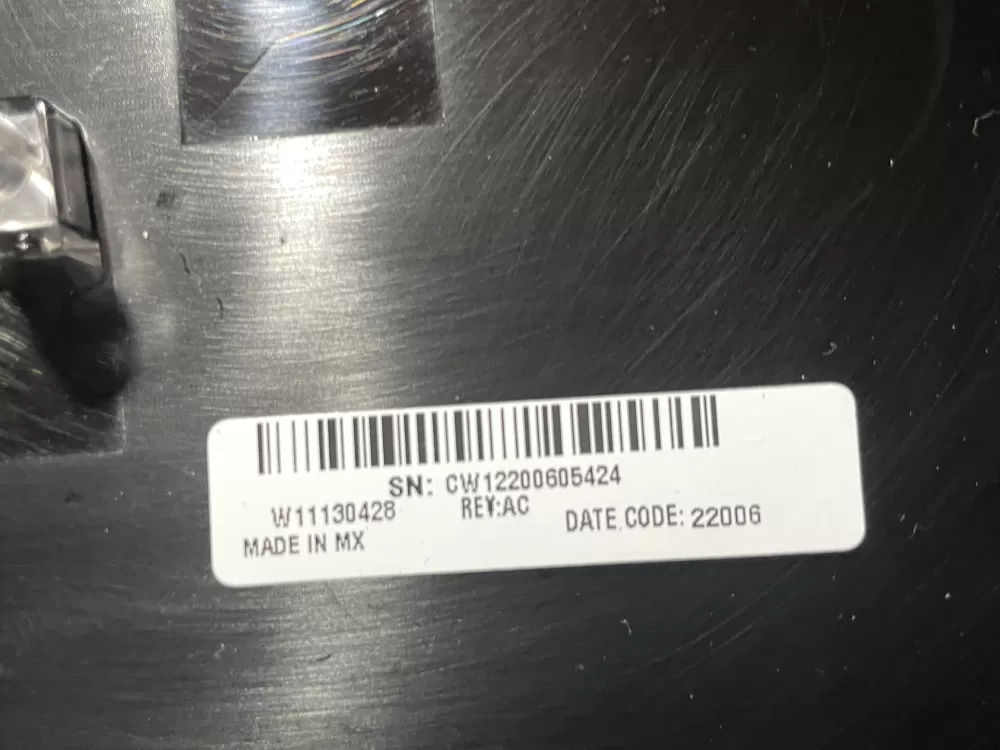 SN: CW12200605424
W11130428 REV:AC DATE CODE: 22006
MADE IN MX